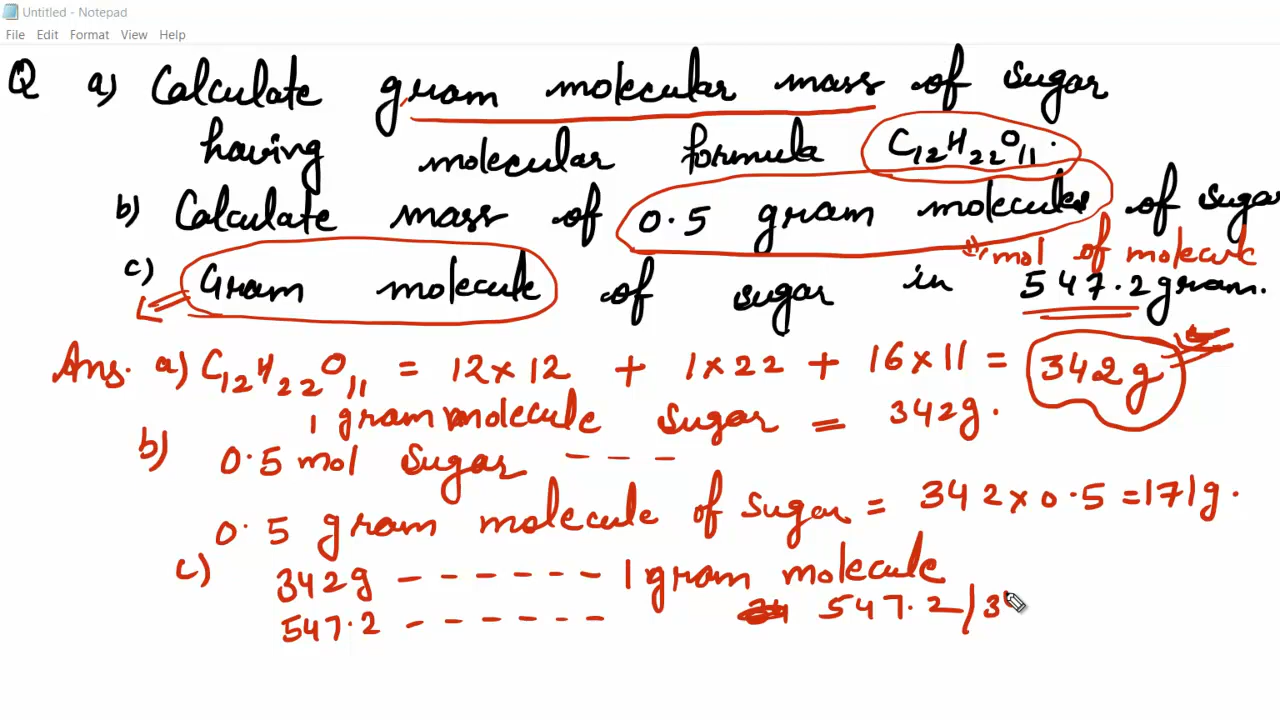 Untitled - Notepad
File Edit Format View Help
Q a) Calculate gram molecular mass of sugar
having molecular formula C₁₂H₂₂O₁₁.
b) Calculate mass of 0.5 gram molecules of sugar
mol of molecule
c) Gram molecule of sugar in 547.2 gram.
Ans. a) C₁₂H₂₂O₁₁ = 12×12 + 1×22 + 16×11 = 342g
1 gram molecule sugar = 342g.
b) 0.5 mol sugar - - -
0.5 gram molecule of sugar = 342×0.5=171g.
c) 342g - - - - - - - 1 gram molecule
547.2 - - - - - - 547.2/3